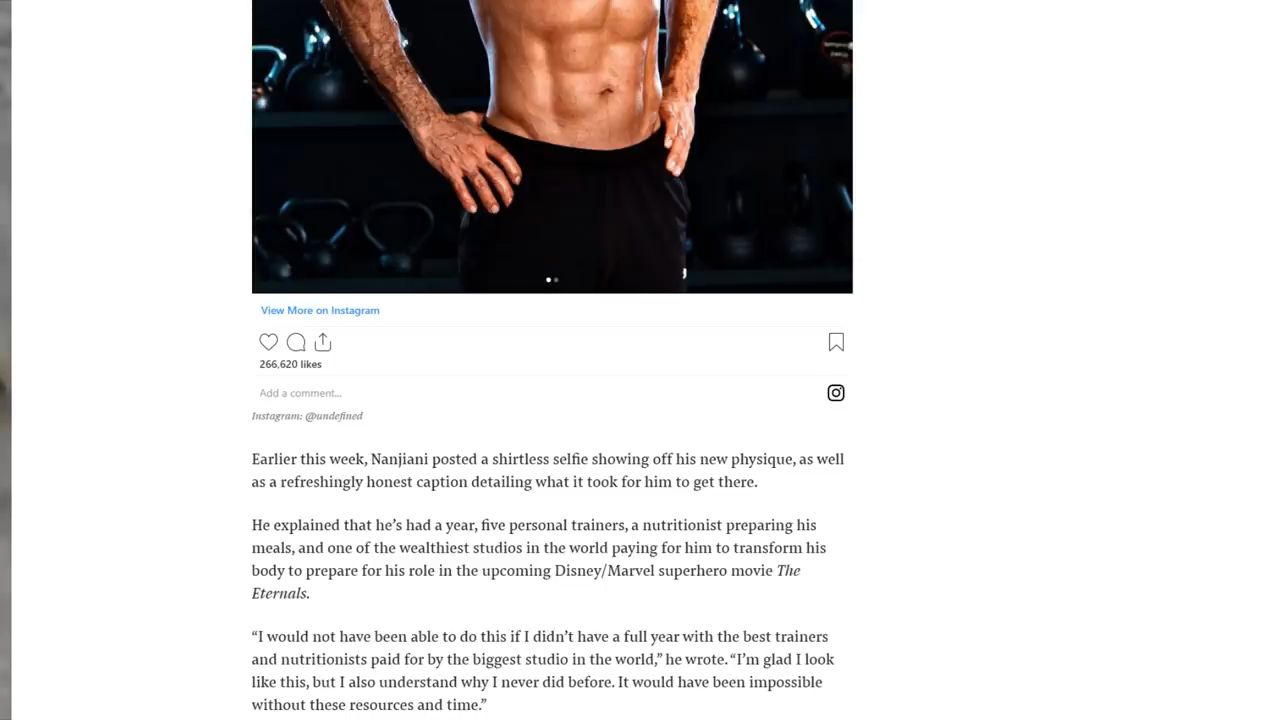 View More on Instagram
266,620 likes
Add a comment...
Instagram: @undefined
Earlier this week, Nanjiani posted a shirtless selfie showing off his new physique, as well
as a refreshingly honest caption detailing what it took for him to get there.
He explained that he’s had a year, five personal trainers, a nutritionist preparing his
meals, and one of the wealthiest studios in the world paying for him to transform his
body to prepare for his role in the upcoming Disney/Marvel superhero movie The
Eternals.
“I would not have been able to do this if I didn’t have a full year with the best trainers
and nutritionists paid for by the biggest studio in the world,” he wrote. “I’m glad I look
like this, but I also understand why I never did before. It would have been impossible
without these resources and time.”